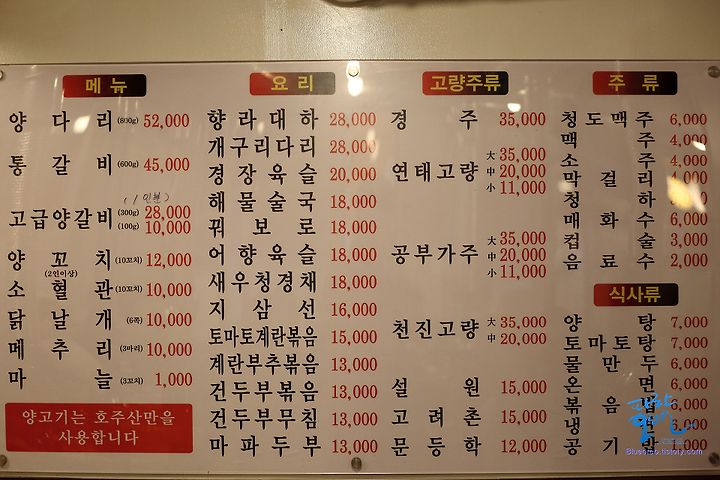 메뉴
양다리 (800g) 52,000
통갈비 (600g) 45,000
(1인분)
고급양갈비 (300g) 28,000
(100g) 10,000
양꼬치 (10꼬치) 12,000
(2인이상)
소혈관 (10꼬치) 10,000
닭날개 (6쪽) 10,000
메추리 (3마리) 10,000
마늘 (3꼬치) 1,000
양고기는 호주산만을
사용합니다
요리
향라대하 28,000
개구리다리 28,000
경장육슬 20,000
해물술국 18,000
꿔보로 18,000
어향육슬 18,000
새우청경채 18,000
지삼선 16,000
토마토계란볶음 15,000
계란부추볶음 13,000
건두부볶음 13,000
건두부무침 13,000
마파두부 13,000
고량주류
경주 35,000
연태고량 大 35,000
中 20,000
小 11,000
공부가주 大 35,000
中 20,000
小 11,000
천진고량 大 35,000
中 20,000
설원 15,000
고려촌 15,000
문등학 12,000
주류
청도맥주 6,000
맥주 4,000
소주 4,000
막걸리 4,000
청하
매화수 6,000
컵술 3,000
음료수 2,000
식사류
양탕 7,000
토마토탕 7,000
물만두 6,000
온면 6,000
볶음 6,000
냉 6,000
공기밥 1,000
Blue6feo.tistory.com